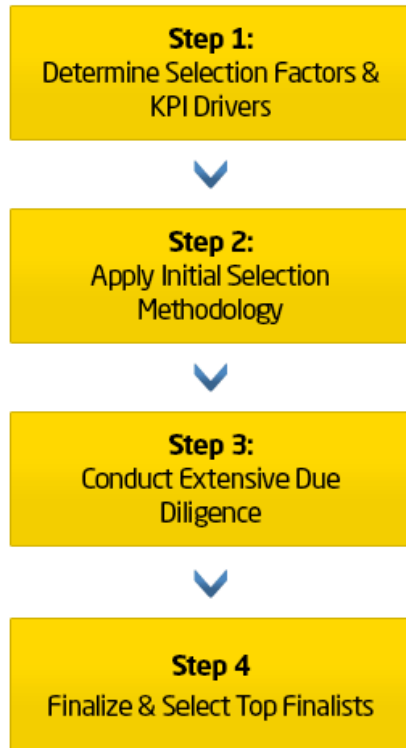 Step 1:
Determine Selection Factors &
KPI Drivers
Step 2:
Apply Initial Selection
Methodology
Step 3:
Conduct Extensive Due
Diligence
Step 4
Finalize & Select Top Finalists